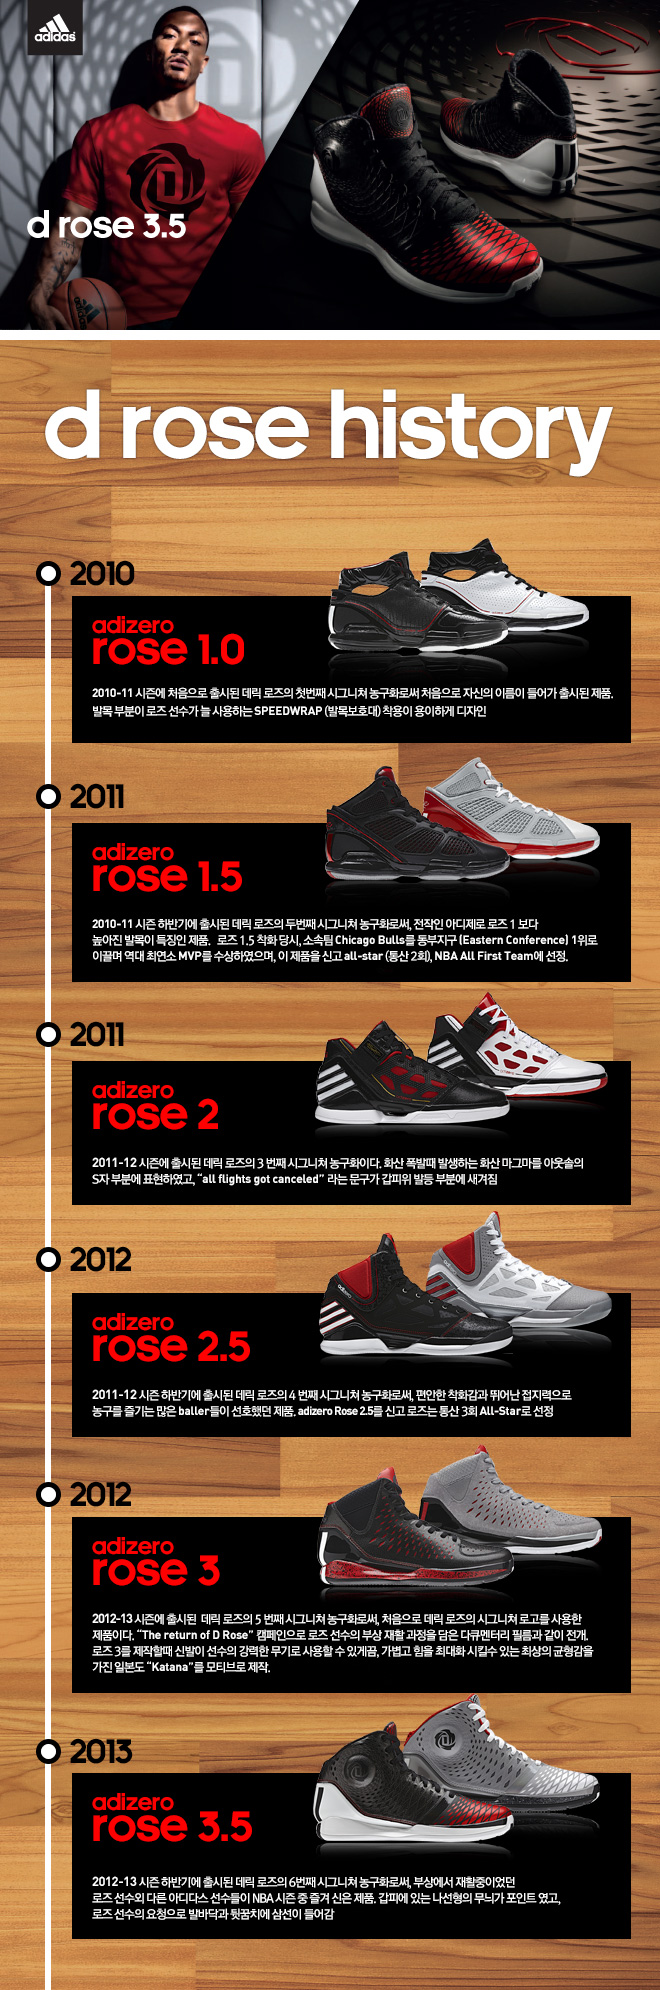 adidas
d rose 3.5
d rose history
2010
adizero
rose 1.0
2010-11 시즌에 처음으로 출시된 데릭 로즈의 첫번째 시그니쳐 농구화로써 처음으로 자신의 이름이 들어가 출시된 제품.
발목 부분이 로즈 선수가 늘 사용하는 SPEEDWRAP (발목보호대) 착용이 용이하게 디자인
2011
adizero
rose 1.5
2010-11 시즌 하반기에 출시된 데릭 로즈의 두번째 시그니쳐 농구화로써, 전작인 아디제로 로즈 1 보다
높아진 발목이 특징인 제품. 로즈 1.5 착화 당시, 소속팀 Chicago Bulls를 동부지구 (Eastern Conference) 1위로
이끌며 역대 최연소 MVP를 수상하였으며, 이 제품을 신고 all-star (통산 2회), NBA All First Team에 선정.
2011
adizero
rose 2
2011-12 시즌에 출시된 데릭 로즈의 3 번째 시그니쳐 농구화이다. 화산 폭발때 발생하는 화산 마그마를 아웃솔의
S자 부분에 표현하였고, “all flights got canceled” 라는 문구가 갑피위 발등 부분에 새겨짐
2012
adizero
rose 2.5
2011-12 시즌 하반기에 출시된 데릭 로즈의 4 번째 시그니쳐 농구화로써, 편안한 착화감과 뛰어난 접지력으로
농구를 즐기는 많은 baller들이 선호했던 제품. adizero Rose 2.5를 신고 로즈는 통산 3회 All-Star로 선정
2012
adizero
rose 3
2012-13 시즌에 출시된 데릭 로즈의 5 번째 시그니쳐 농구화로써, 처음으로 데릭 로즈의 시그니쳐 로고를 사용한
제품이다. “The return of D Rose” 캠페인으로 로즈 선수의 부상 재활 과정을 담은 다큐멘터리 필름과 같이 전개.
로즈 3를 제작할때 신발이 선수의 강력한 무기로 사용할 수 있게끔, 가볍고 힘을 최대화 시킬수 있는 최상의 균형감을
가진 일본도 “Katana”를 모티브로 제작.
2013
adizero
rose 3.5
2012-13 시즌 하반기에 출시된 데릭 로즈의 6번째 시그니쳐 농구화로써, 부상에서 재활중이었던
로즈 선수외 다른 아디다스 선수들이 NBA 시즌 중 즐겨 신은 제품. 갑피에 있는 나선형의 무늬가 포인트 였고,
로즈 선수의 요청으로 발바닥과 뒷꿈치에 삼선이 들어감